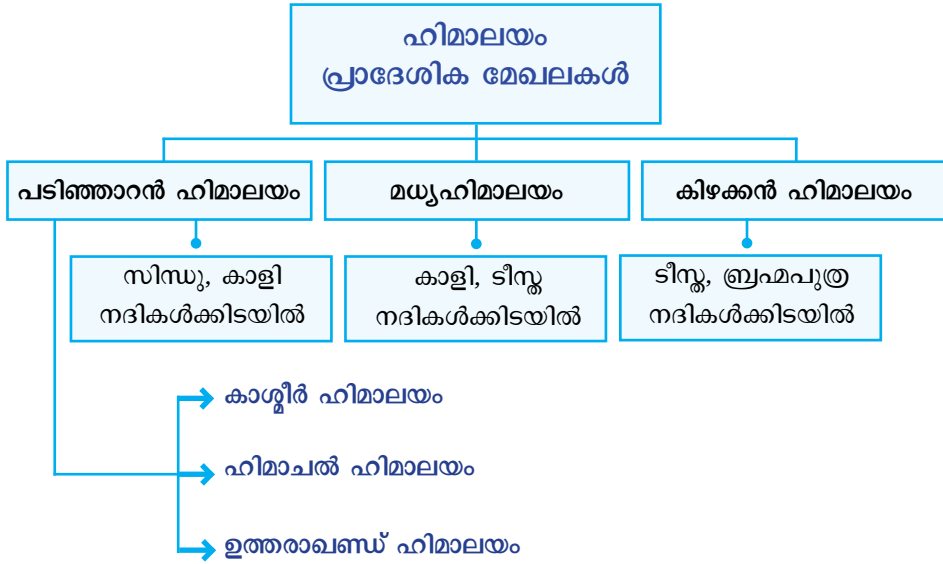 ഹിമാലയം
പ്രാദേശിക മേഖലകൾ
പടിഞ്ഞാറൻ ഹിമാലയം
മധ്യഹിമാലയം
കിഴക്കൻ ഹിമാലയം
സിന്ധു, കാളി
നദികൾക്കിടയിൽ
കാളി, ടീസ്ത
നദികൾക്കിടയിൽ
ടീസ്ത, ബ്രഹ്മപുത്ര
നദികൾക്കിടയിൽ
കാശ്മീർ ഹിമാലയം
ഹിമാചൽ ഹിമാലയം
ഉത്തരാഖണ്ഡ് ഹിമാലയം